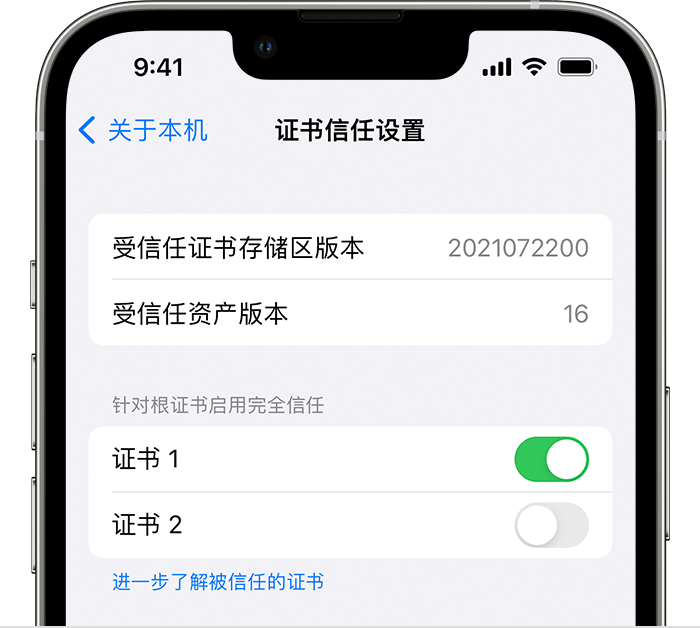 9:41
关于本机
证书信任设置
受信任证书存储区版本 2021072200
受信任资产版本 16
针对根证书启用完全信任
证书 1
证书 2
进一步了解被信任的证书